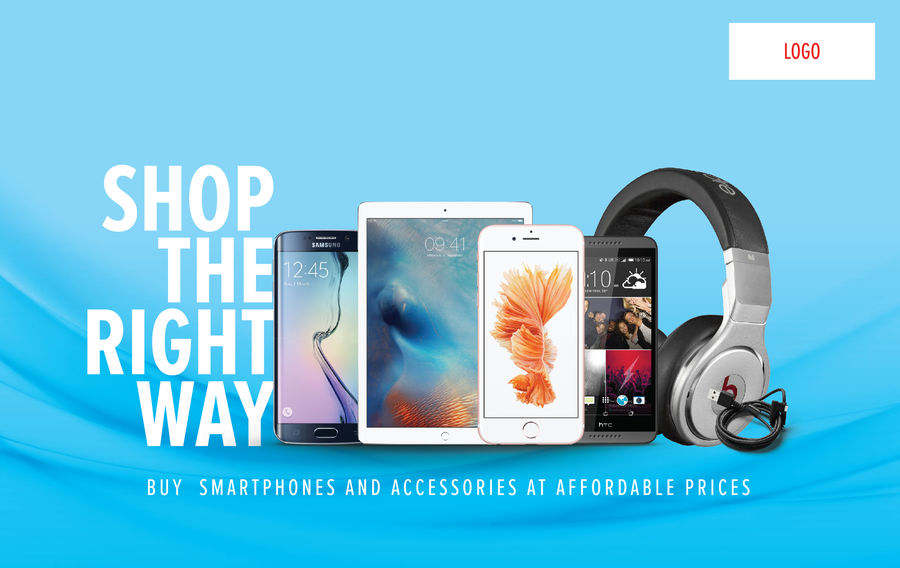 LOGO
SHOP
THE
RIGHT
WAY
SAMSUNG
12:45
09:41
:10
hTC
b
BUY SMARTPHONES AND ACCESSORIES AT AFFORDABLE PRICES